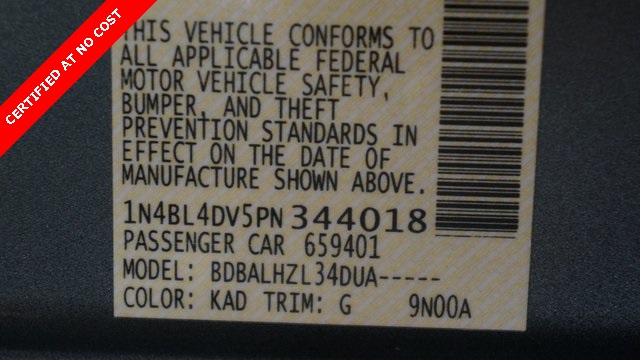 CERTIFIED AT NO COST
THIS VEHICLE CONFORMS TO
ALL APPLICABLE FEDERAL
MOTOR VEHICLE SAFETY,
BUMPER, AND THEFT
PREVENTION STANDARDS IN
EFFECT ON THE DATE OF
MANUFACTURE SHOWN ABOVE.
1N4BL4DV5PN344018
PASSENGER CAR 659401
MODEL: BDBALHZL34DUA-----
COLOR: KAD TRIM: G 9N00A